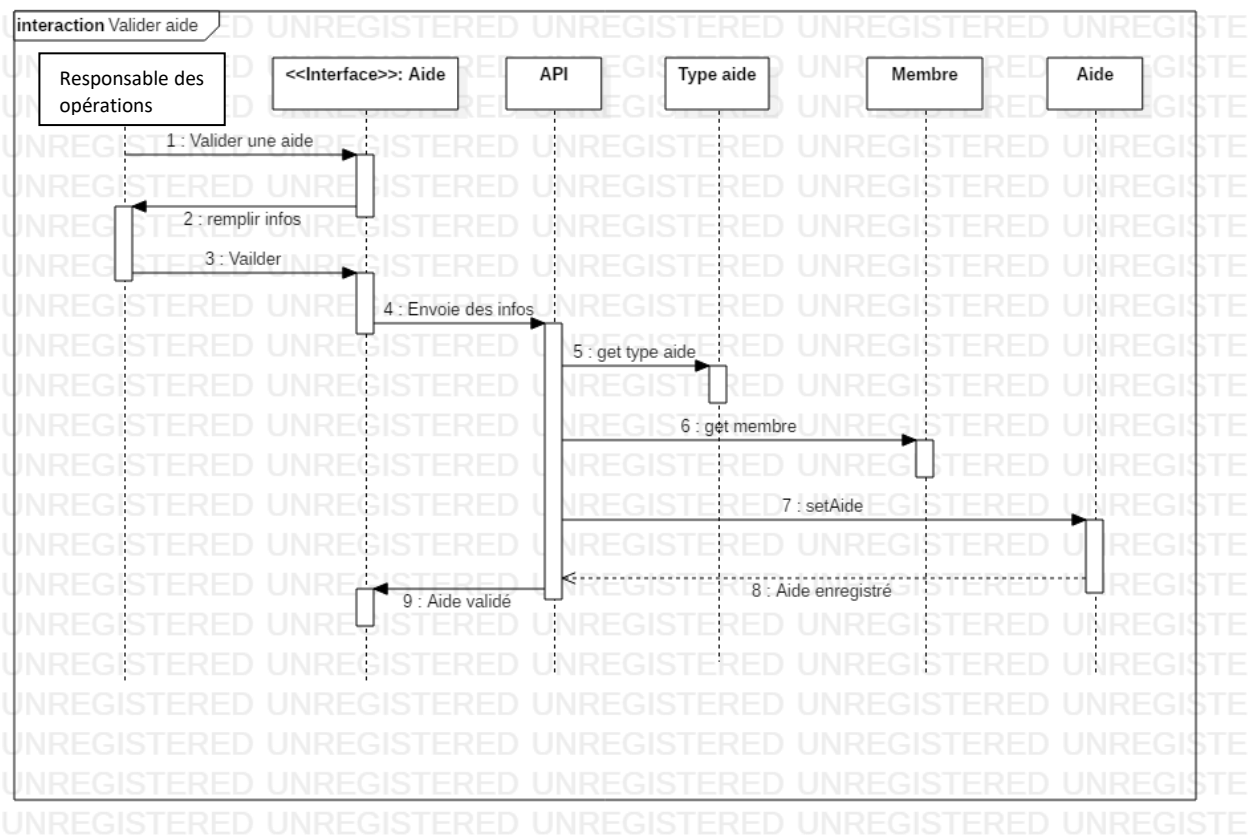 interaction Valider aide
Responsable des
opérations
<<Interface>>: Aide
API
Type aide
Membre
Aide
1 : Valider une aide
2 : remplir infos
3 : Vailder
4 : Envoie des infos
5 : get type aide
6 : get membre
7 : setAide
8 : Aide enregistré
9 : Aide validé
UNREGISTERED